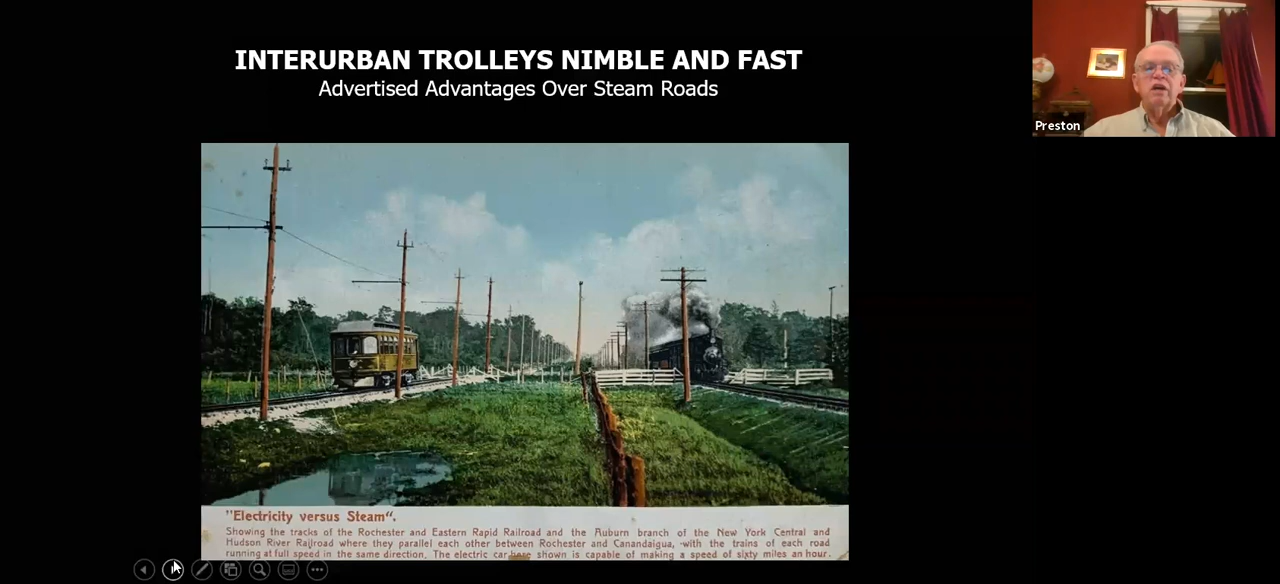 INTERURBAN TROLLEYS NIMBLE AND FAST
Advertised Advantages Over Steam Roads
Preston
"Electricity versus Steam".
Showing the tracks of the Rochester and Eastern Rapid Railroad and the Auburn branch of the New York Central and
Hudson River Railroad where they parallel each other between Rochester and Canandaigua, with the trains of each road
running at full speed in the same direction. The electric car here shown is capable of making a speed of sixty miles an hour.